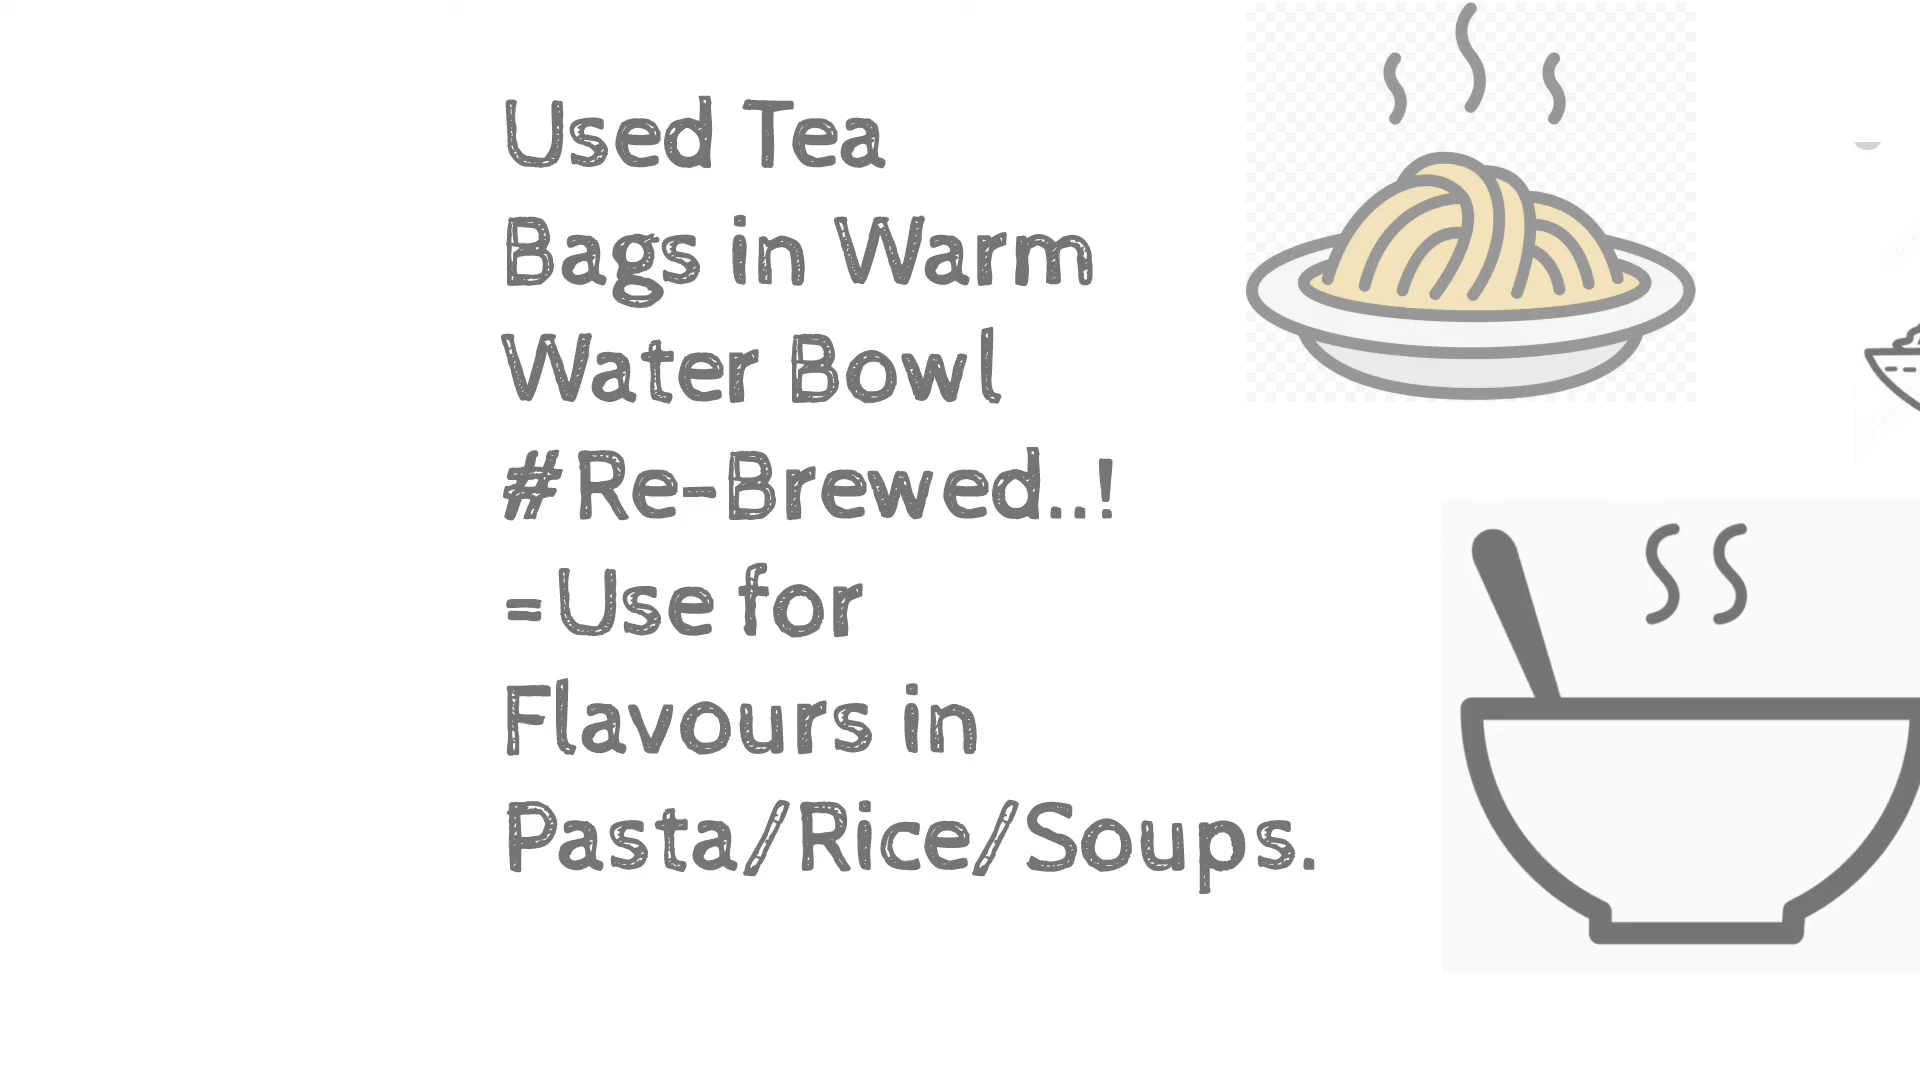 Used Tea
Bags in Warm
Water Bowl
#Re-Brewed..!
=Use for
Flavours in
Pasta/Rice/Soups.